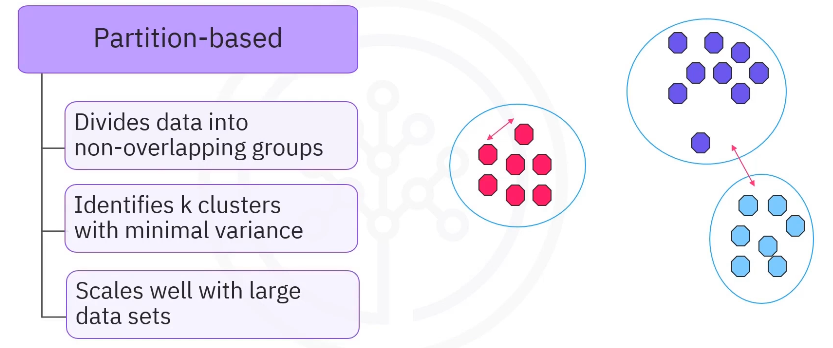 Partition-based
Divides data into
non-overlapping groups
Identifies k clusters
with minimal variance
Scales well with large
data sets